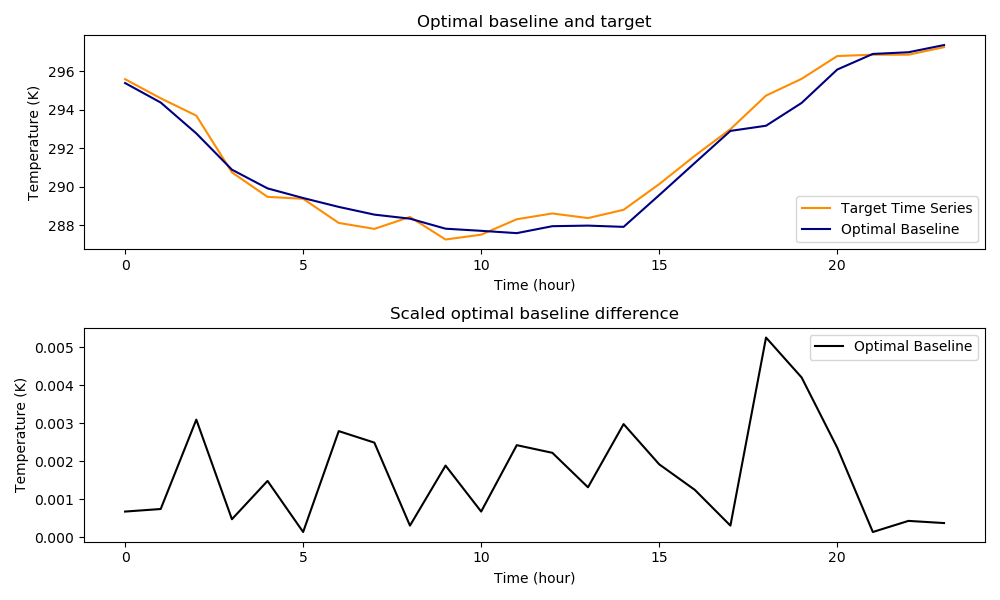 Optimal baseline and target
Temperature (K)
296
294
292
290
288
Target Time Series
Optimal Baseline
0 5 10 15 20
Time (hour)
Scaled optimal baseline difference
Temperature (K)
0.005
0.004
0.003
0.002
0.001
0.000
Optimal Baseline
0 5 10 15 20
Time (hour)